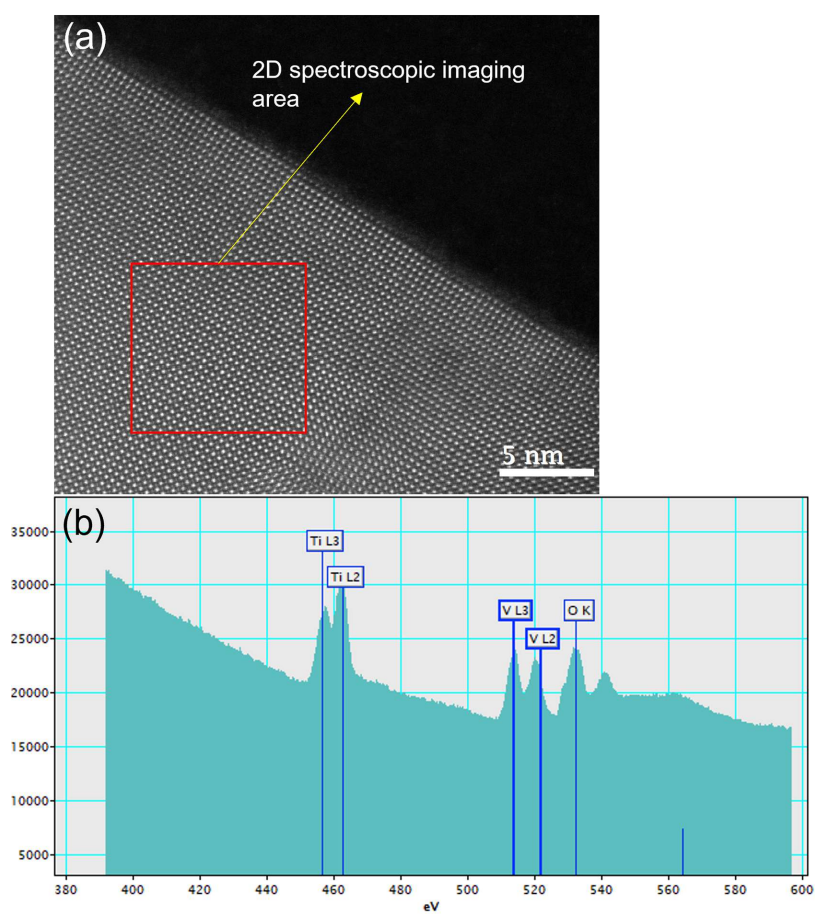 (a)
2D spectroscopic imaging
area
5 nm
(b)
35000
30000
25000
20000
15000
10000
5000
Ti L3
Ti L2
V L3
O K
V L2
380 400 420 440 460 480 500 520 540 560 580 600
eV